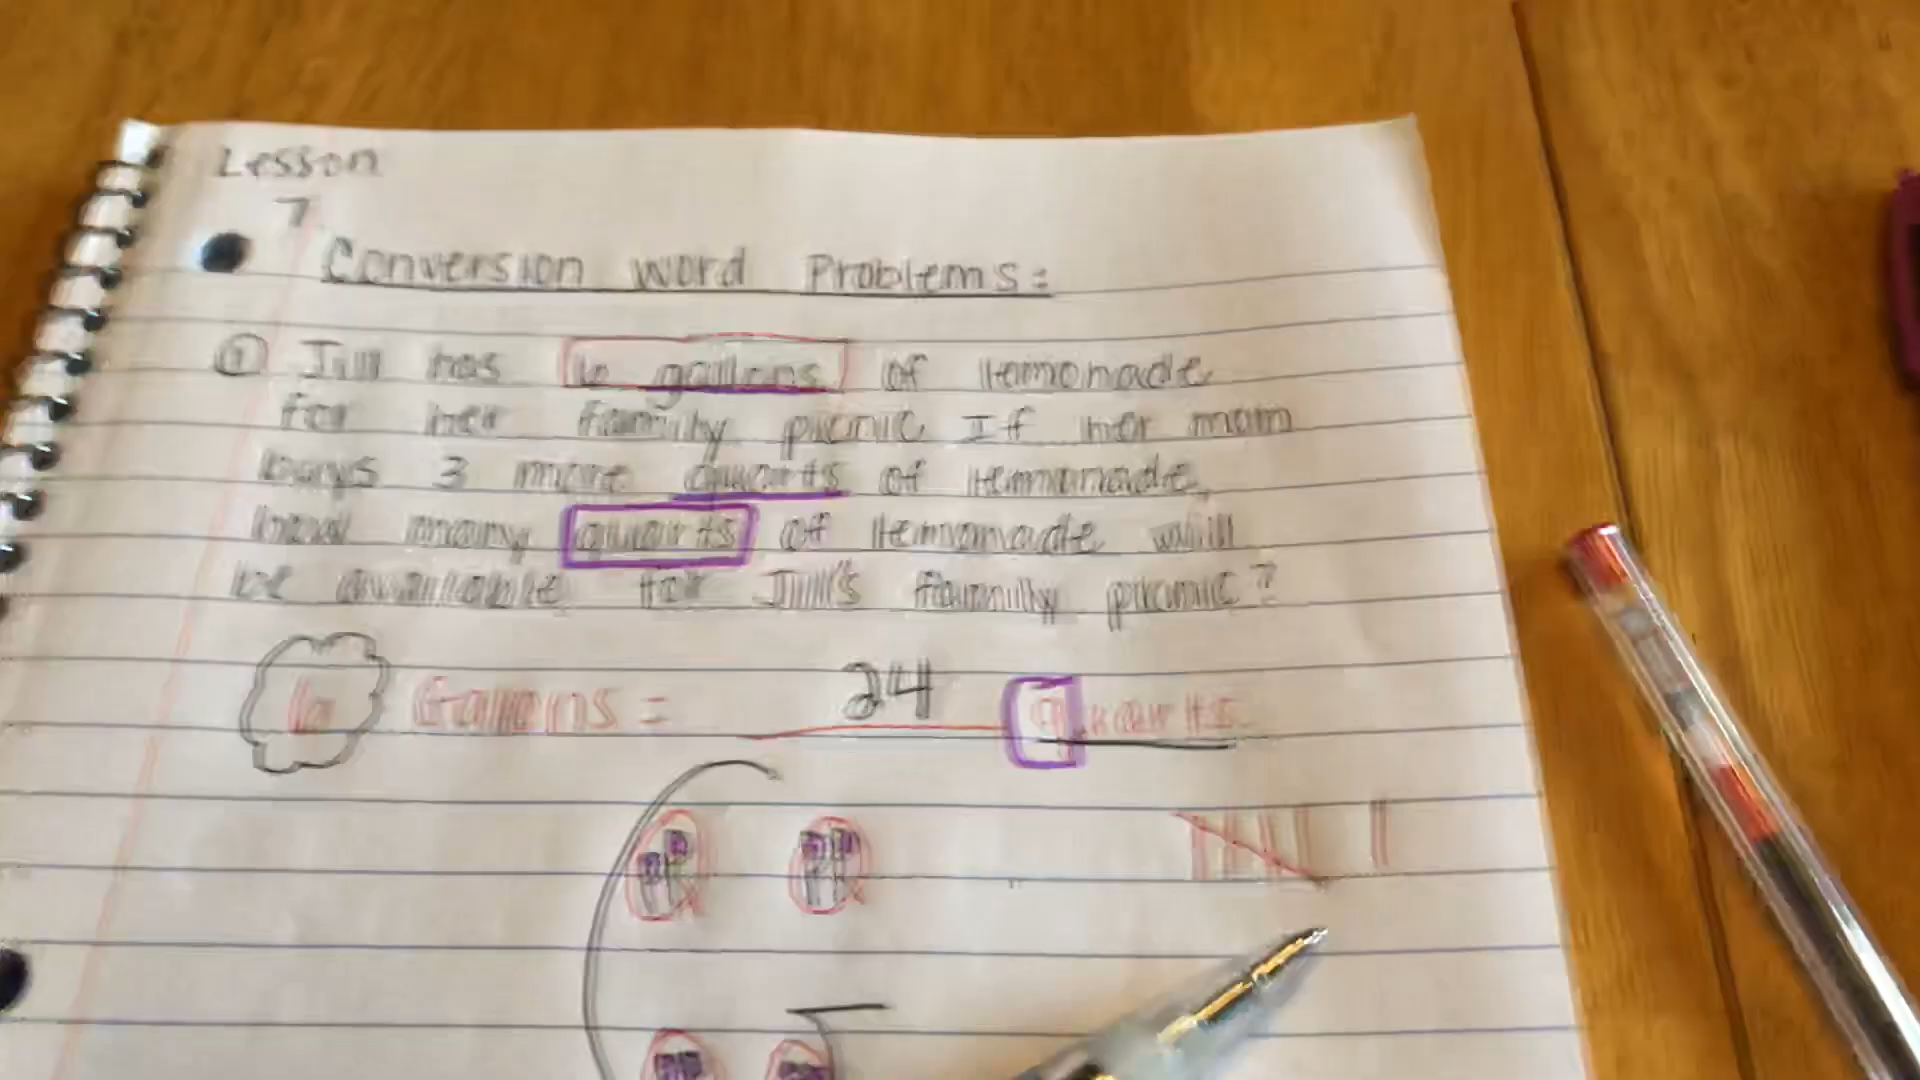 Lesson
7
Conversion word Problems:
① Jill has 6 gallons of lemonade
for her family picnic If her mom
buys 3 more quarts of lemonade,
how many quarts of lemonade will
be available for Jill's family picnic?
6 Gallons = 24 quarts